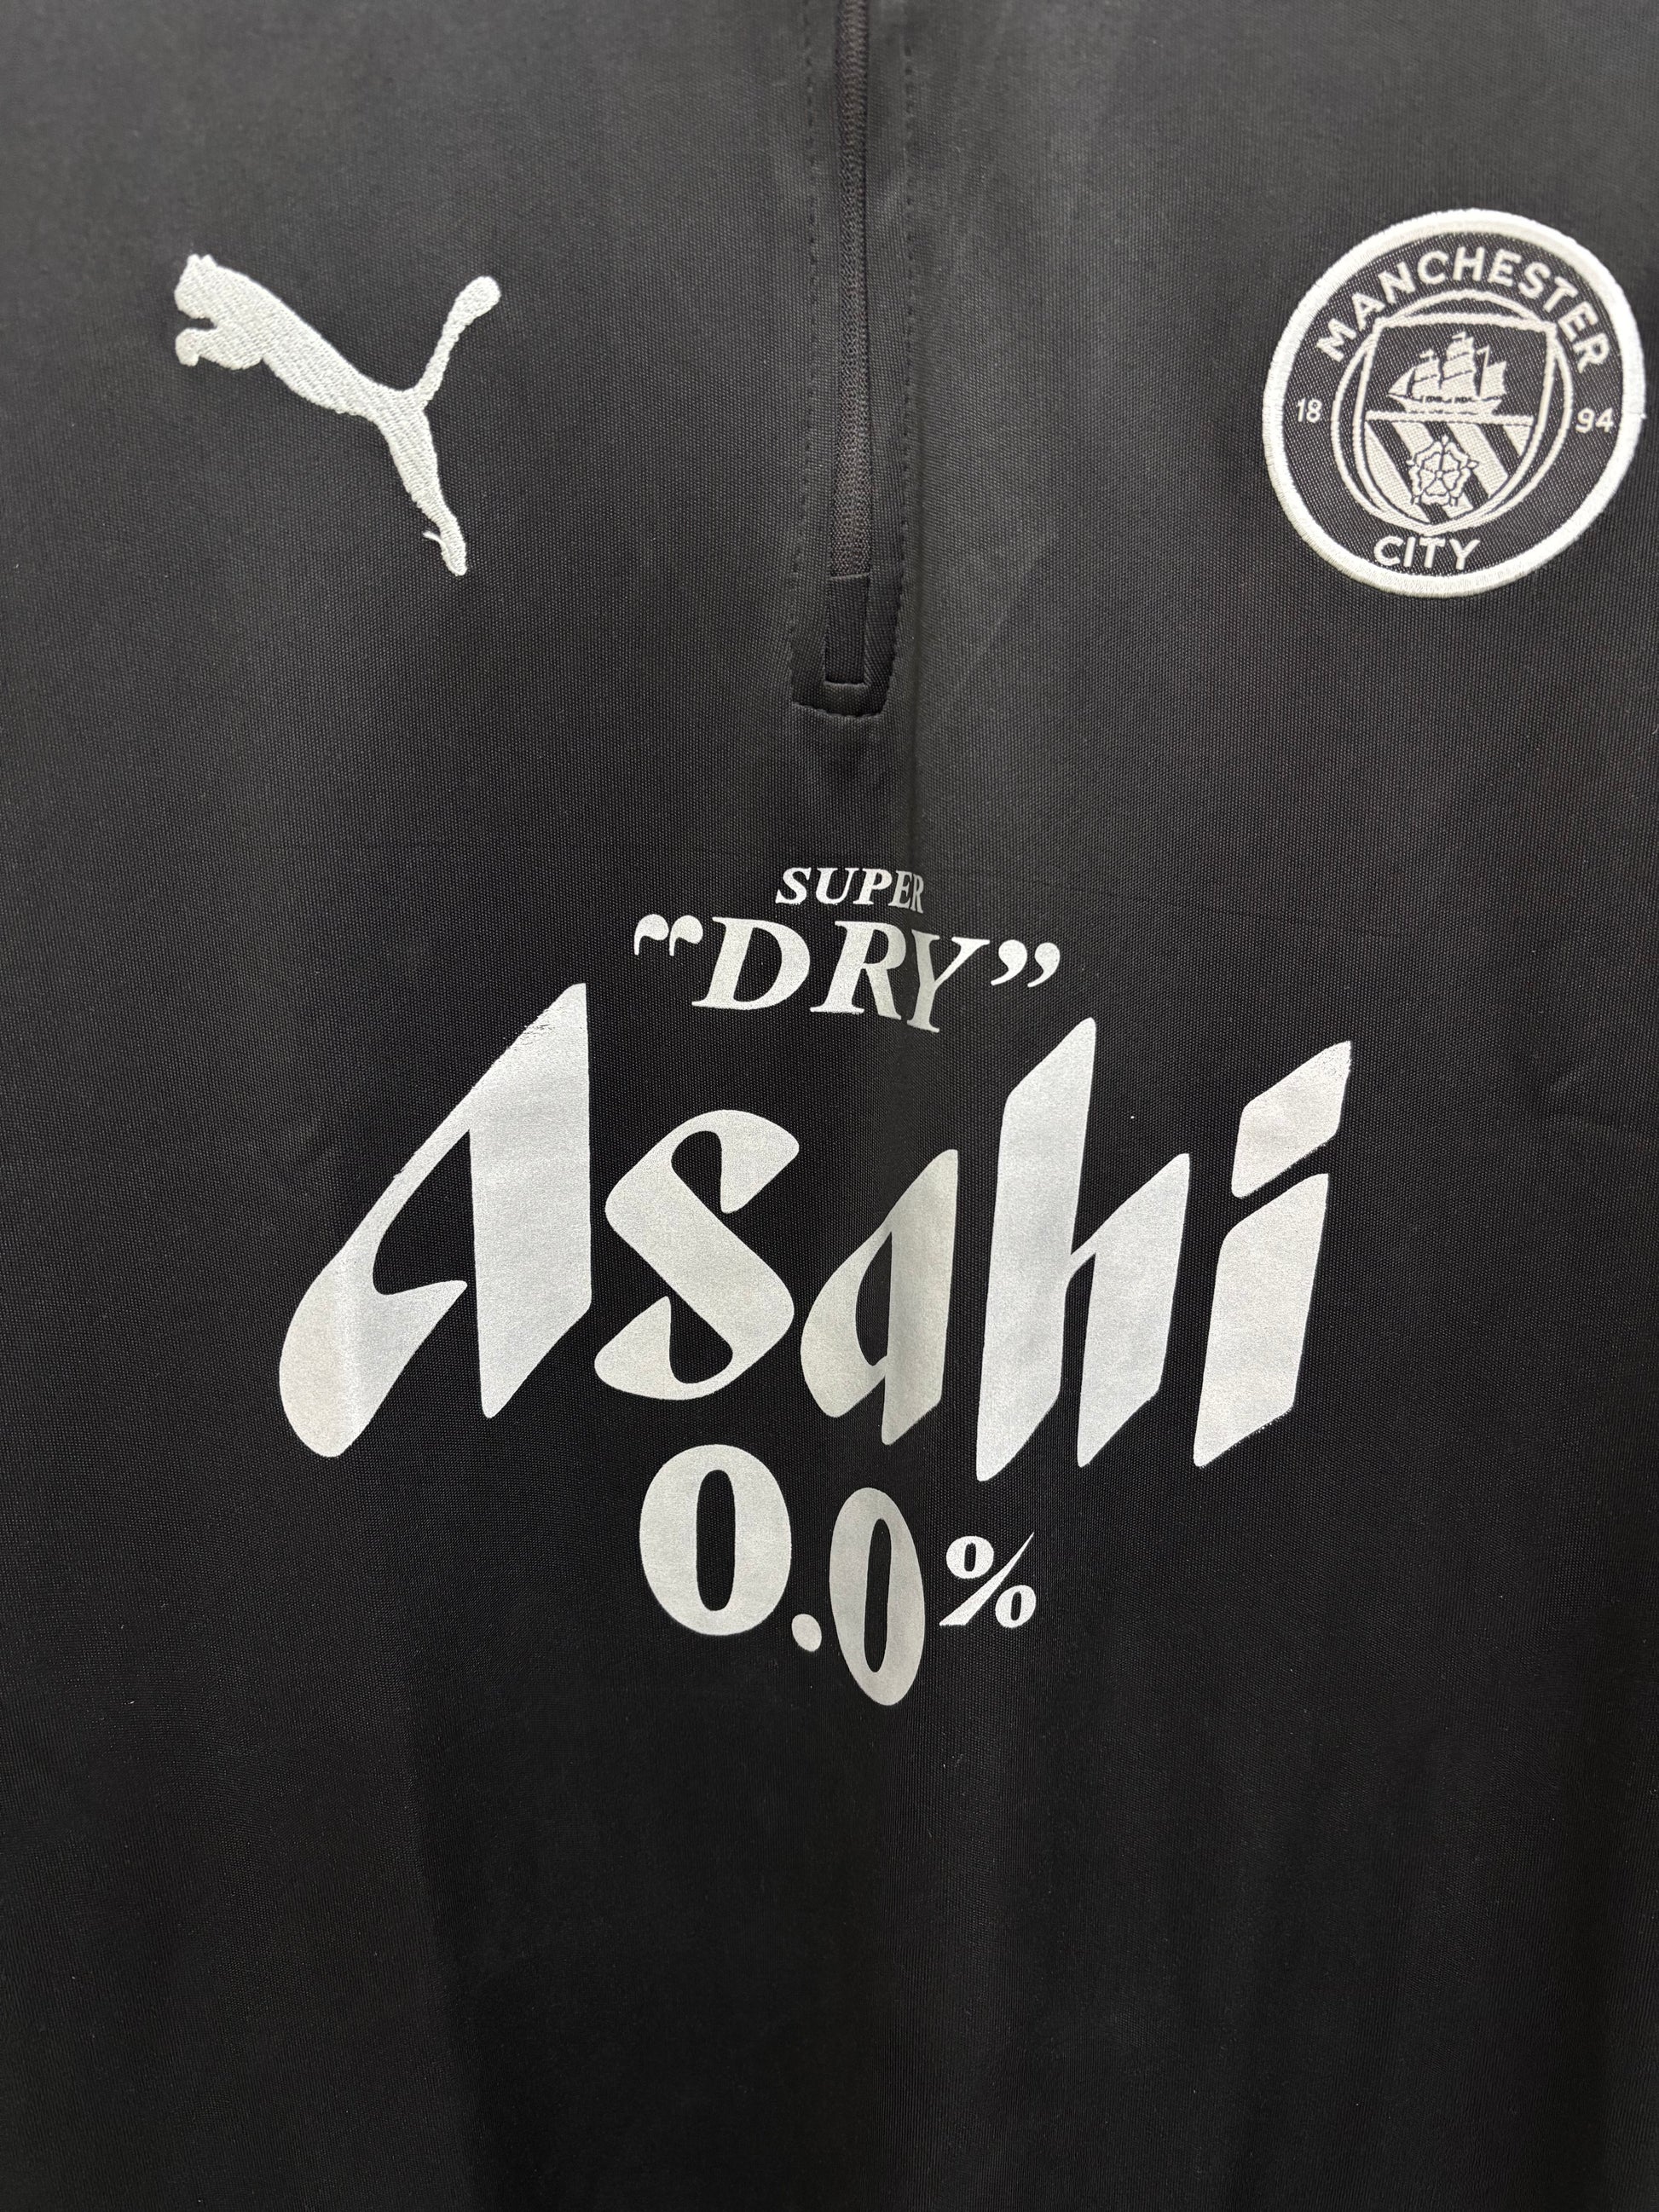 MANCHESTER
18 94
CITY
SUPER
“DRY”
Asahi
0.0%